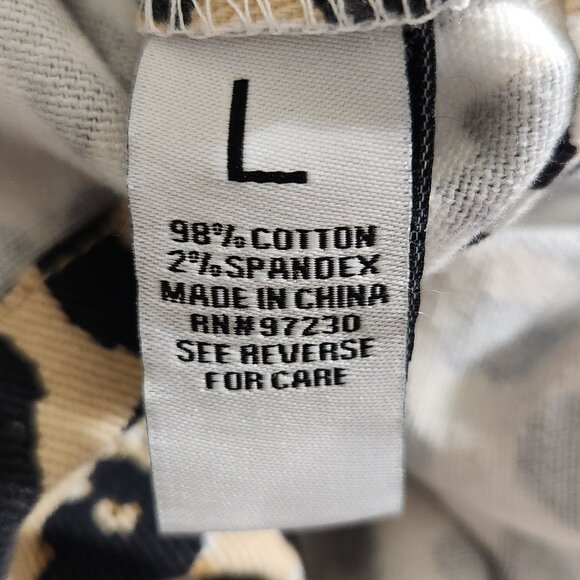 L
98% COTTON
2% SPANDEX
MADE IN CHINA
RN#97230
SEE REVERSE
FOR CARE